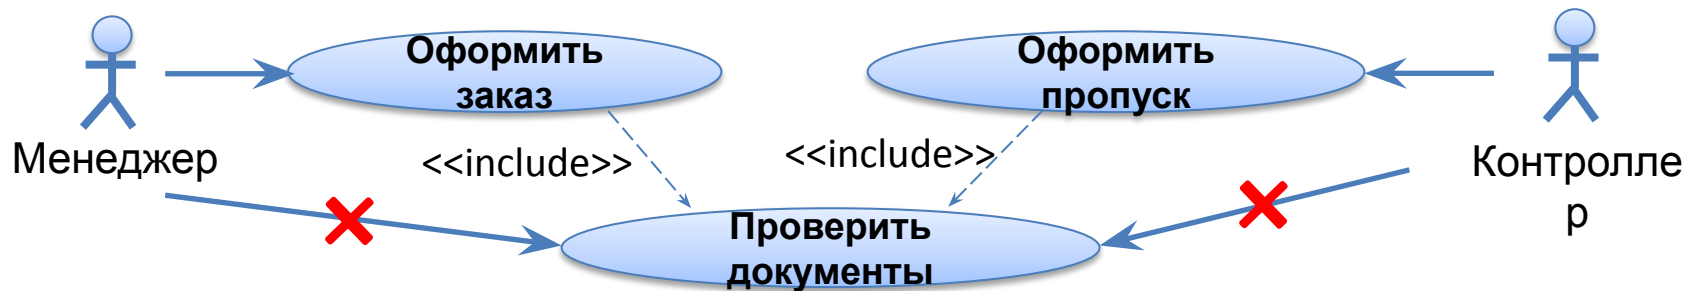 Оформить
заказ
Оформить
пропуск
Менеджер
<<include>>
<<include>>
Контролле
р
Проверить
документы